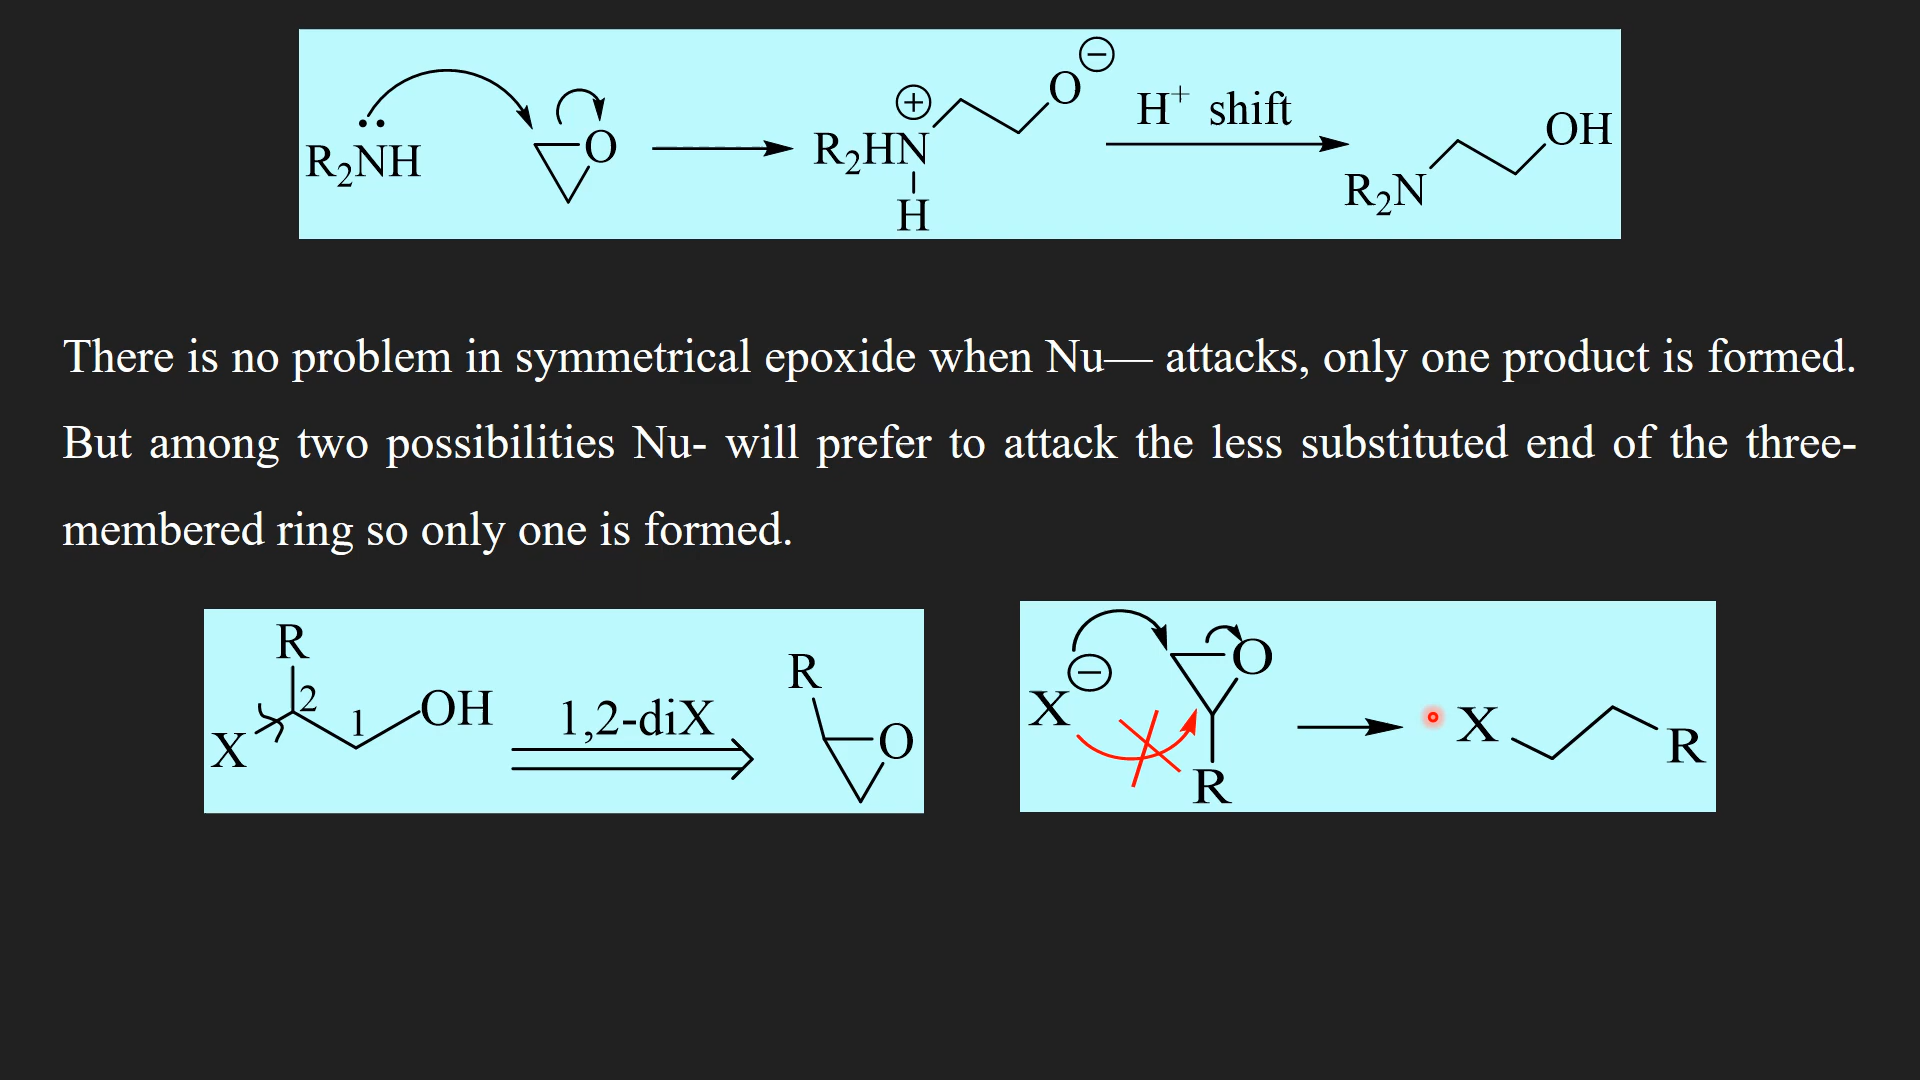 R₂NH O R₂HN H O H⁺ shift R₂N OH
There is no problem in symmetrical epoxide when Nu— attacks, only one product is formed.
But among two possibilities Nu- will prefer to attack the less substituted end of the three-
membered ring so only one is formed.
R 2 1 X OH 1,2-diX R O
X O R X R